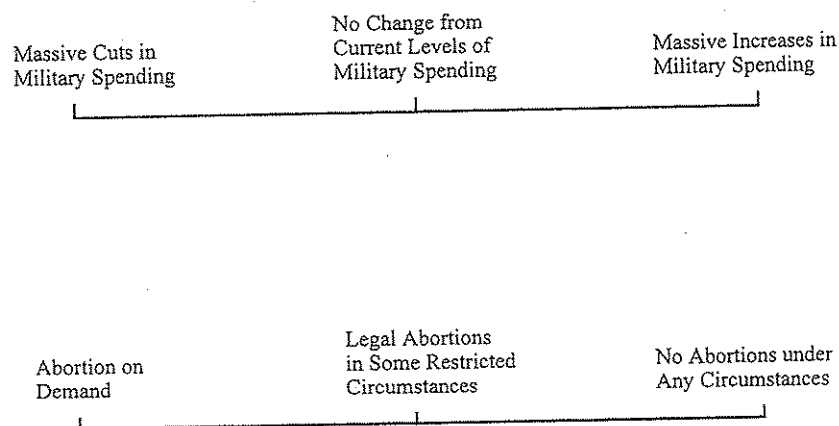 Massive Cuts in
Military Spending
No Change from
Current Levels of
Military Spending
Massive Increases in
Military Spending
Abortion on
Demand
Legal Abortions
in Some Restricted
Circumstances
No Abortions under
Any Circumstances